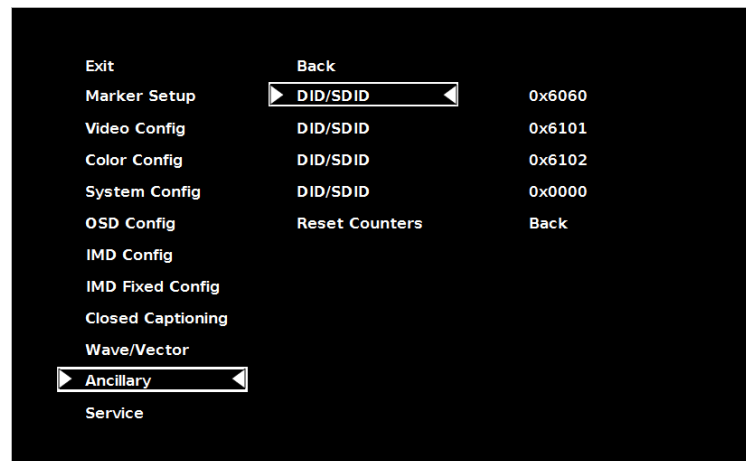 Exit Back
Marker Setup DID/SDID 0x6060
Video Config DID/SDID 0x6101
Color Config DID/SDID 0x6102
System Config DID/SDID 0x0000
OSD Config Reset Counters Back
IMD Config
IMD Fixed Config
Closed Captioning
Wave/Vector
Ancillary
Service